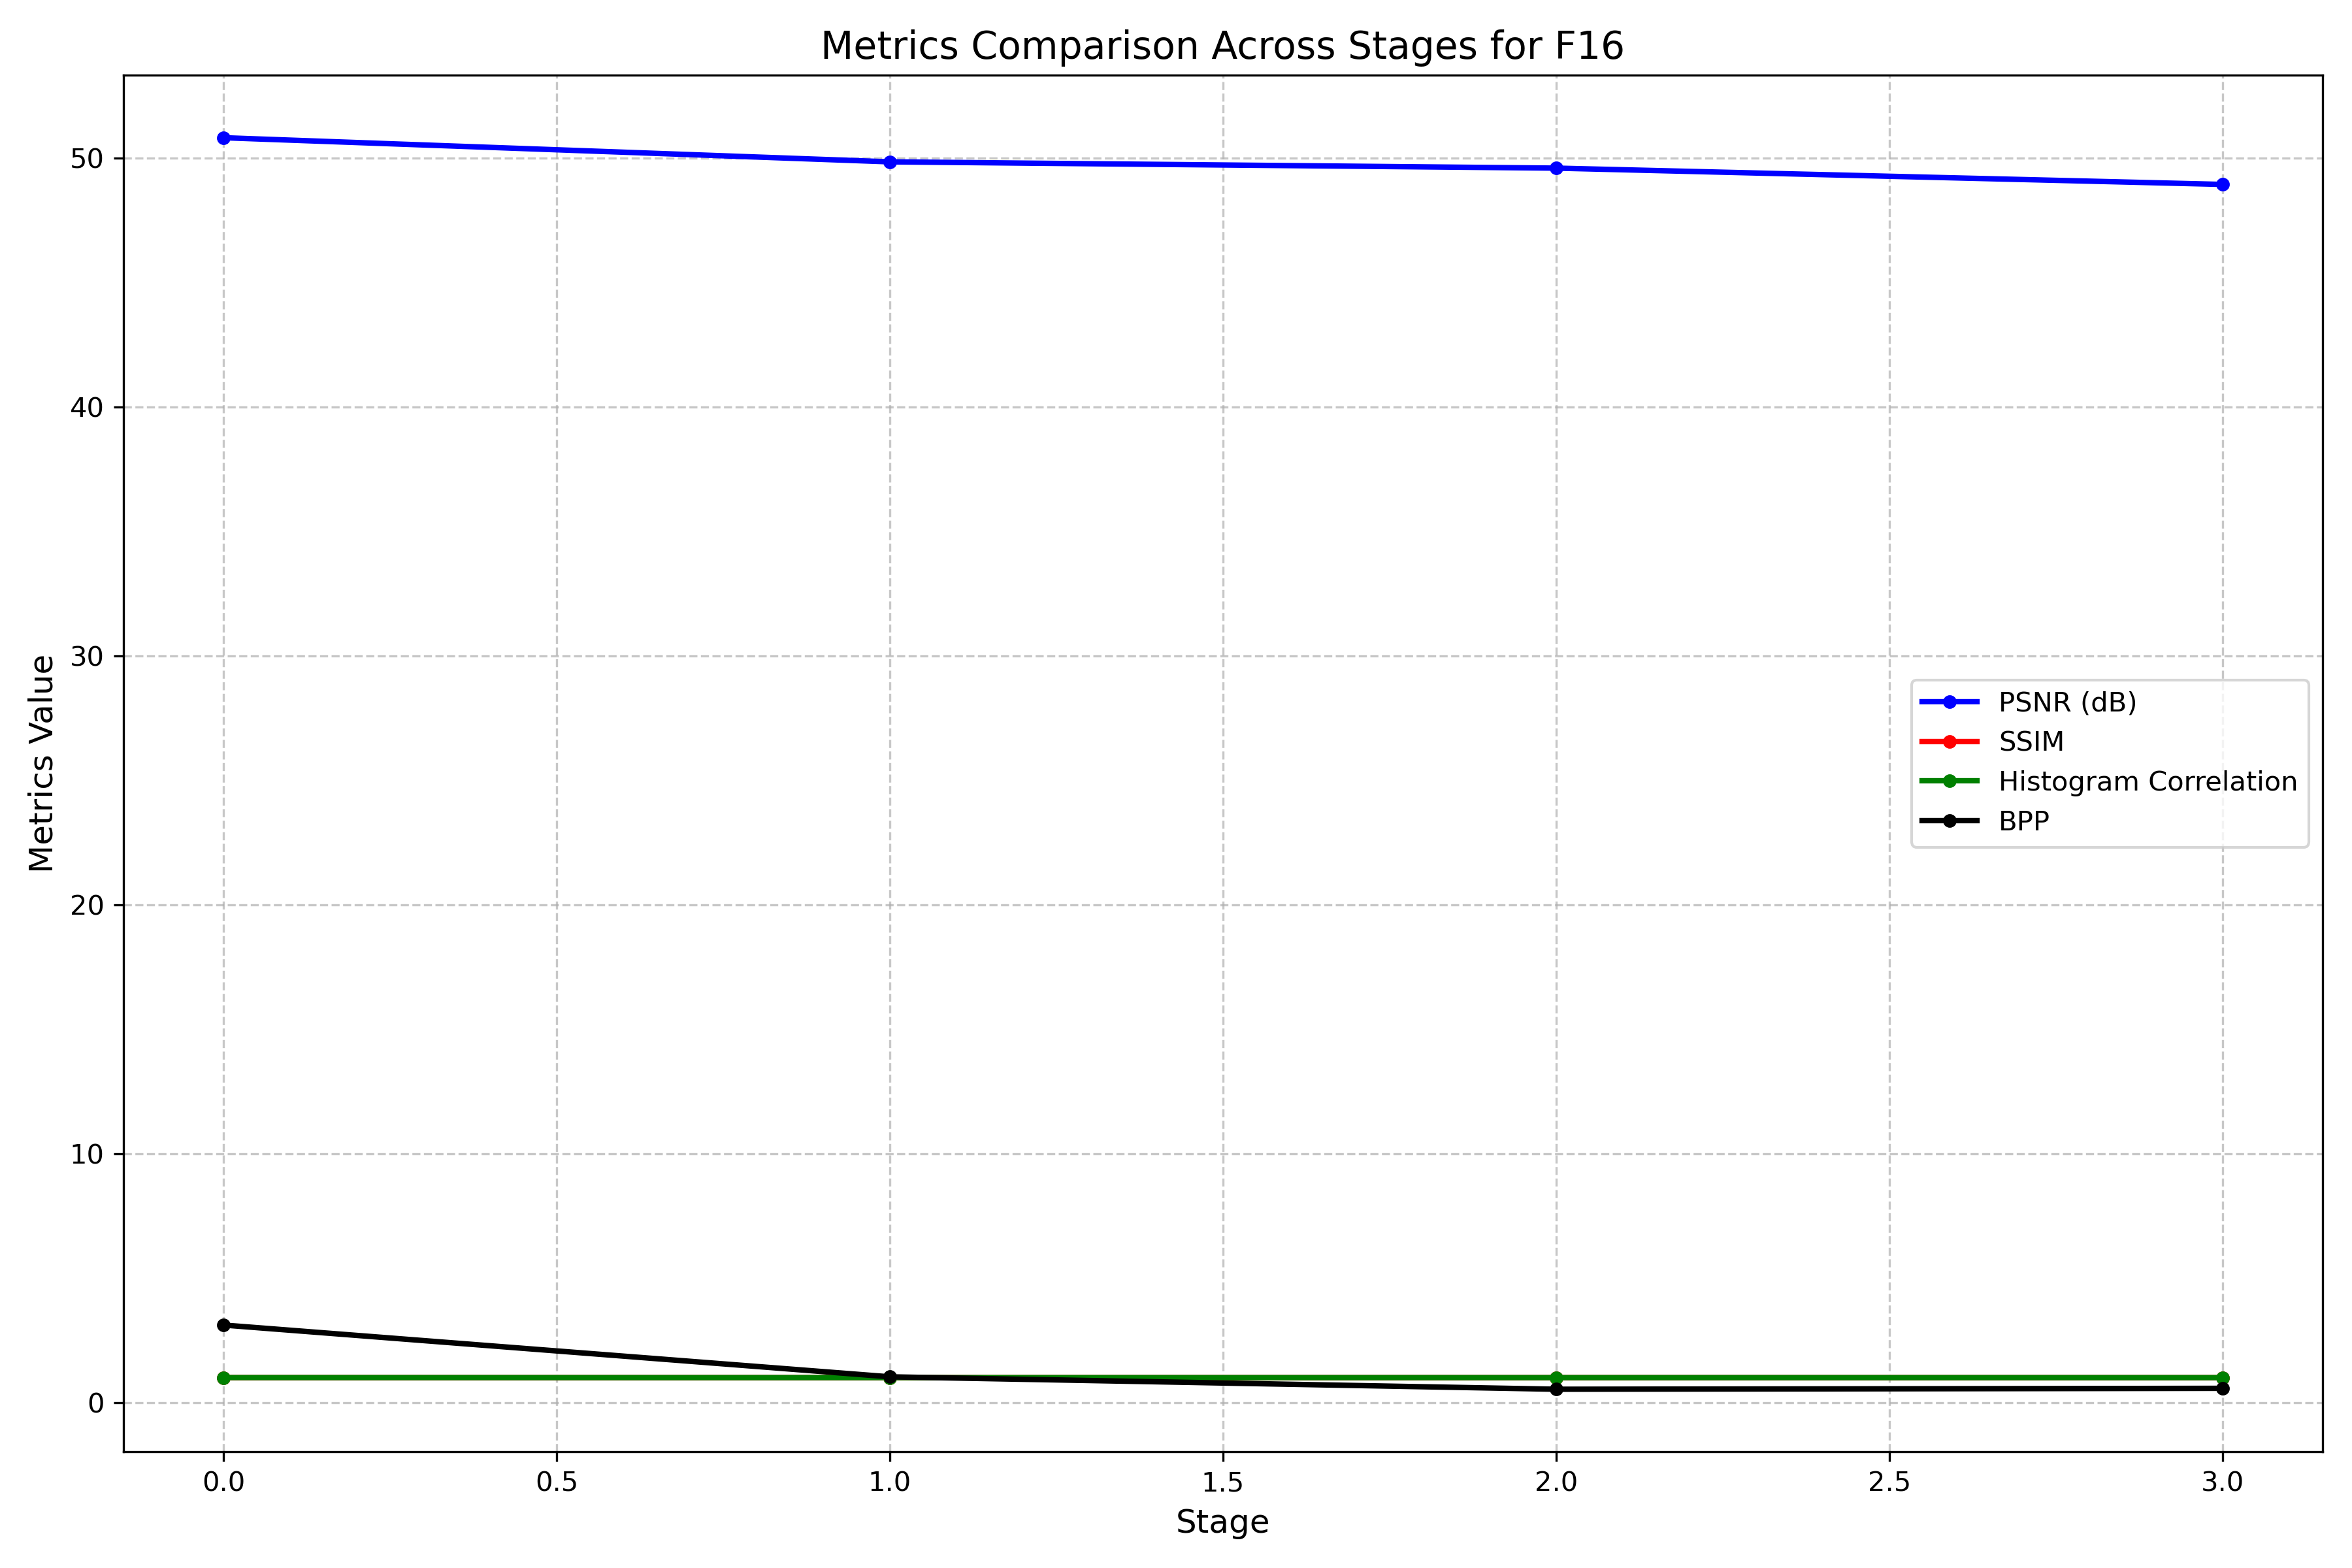 Metrics Comparison Across Stages for F16
Metrics Value
50
40
30
20
10
0
PSNR (dB)
SSIM
Histogram Correlation
BPP
0.0 0.5 1.0 1.5 2.0 2.5 3.0
Stage